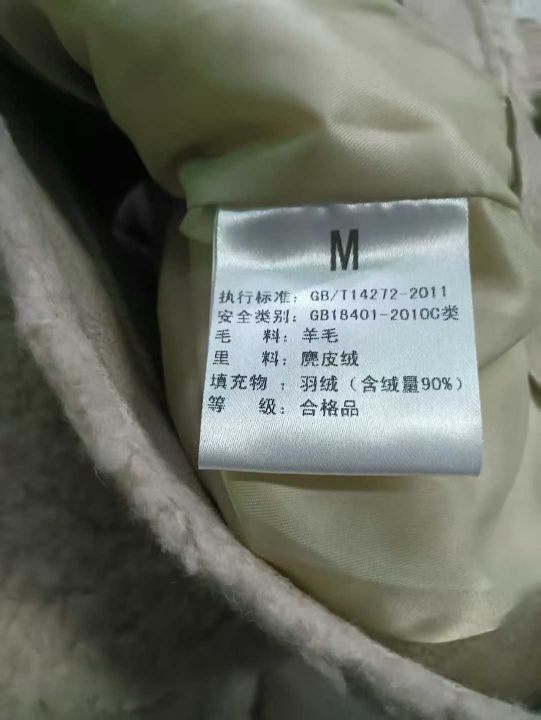 M
执行标准：GB/T14272-2011
安全类别：GB18401-2010C类
毛　料：羊毛
里　料：麂皮绒
填充物：羽绒（含绒量90%）
等　级：合格品